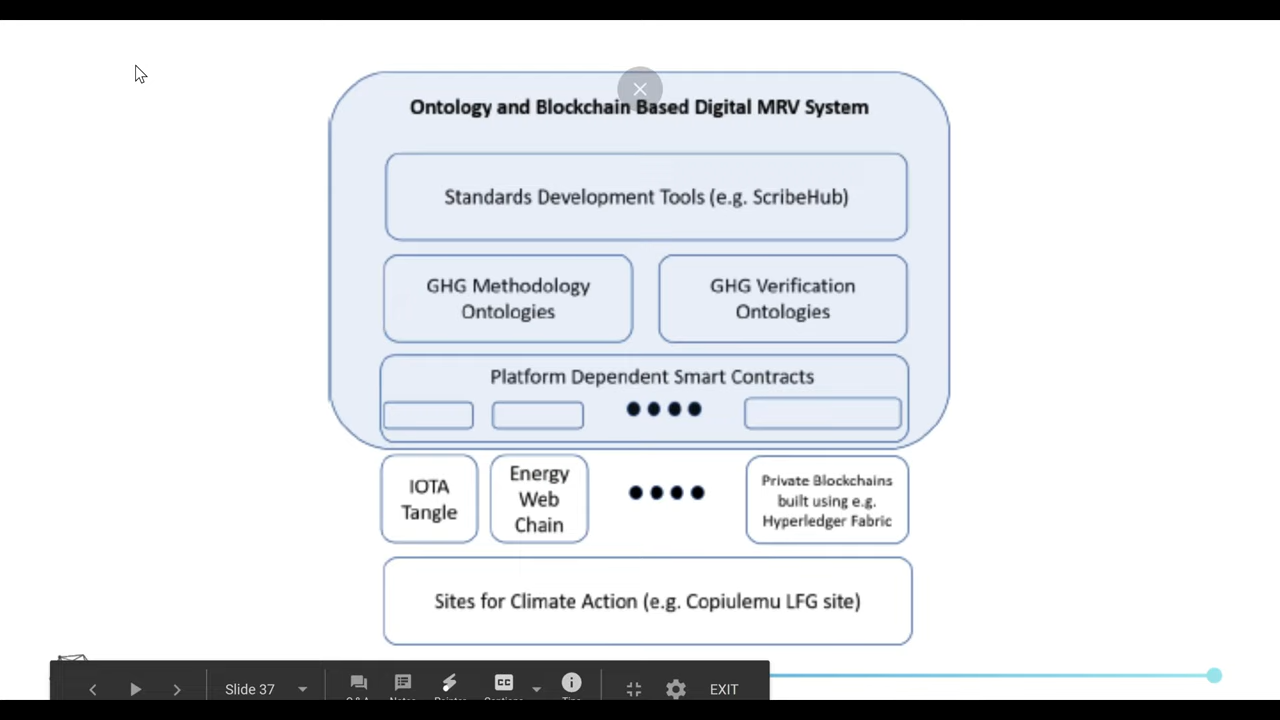 Ontology and Blockchain Based Digital MRV System
Standards Development Tools (e.g. ScribeHub)
GHG Methodology
Ontologies
GHG Verification
Ontologies
Platform Dependent Smart Contracts
IOTA
Tangle
Energy
Web
Chain
Private Blockchains
built using e.g.
Hyperledger Fabric
Sites for Climate Action (e.g. Copiulemu LFG site)
Slide 37
CC
EXIT